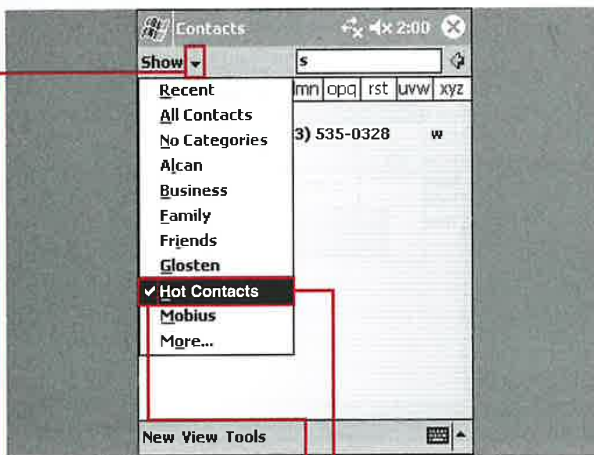 Contacts 2:00
Show s
Recent
lmn opq rst uvw xyz
All Contacts
No Categories
3) 535-0328 w
Alcan
Business
Family
Friends
Glosten
Hot Contacts
Mobius
More...
New View Tools